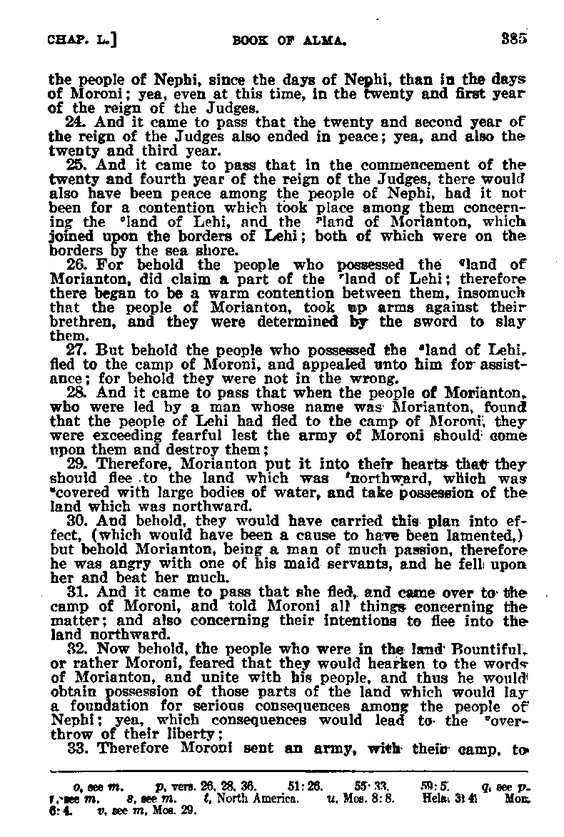 CHAP. L.] BOOK OF ALMA. 385
the people of Nephi, since the days of Nephi, than in the days
of Moroni; yea, even at this time, in the twenty and first year
of the reign of the Judges.
24. And it came to pass that the twenty and second year of
the reign of the Judges also ended in peace; yea, and also the
twenty and third year.
25. And it came to pass that in the commencement of the
twenty and fourth year of the reign of the Judges, there would
also have been peace among the people of Nephi, had it not
been for a contention which took place among them concern-
ing the ᵒland of Lehi, and the ᵖland of Morianton, which
joined upon the borders of Lehi; both of which were on the
borders by the sea shore.
26. For behold the people who possessed the qland of
Morianton, did claim a part of the ʳland of Lehi; therefore
there began to be a warm contention between them, insomuch
that the people of Morianton, took up arms against their
brethren, and they were determined by the sword to slay
them.
27. But behold the people who possessed the ˢland of Lehi,
fled to the camp of Moroni, and appealed unto him for assist-
ance; for behold they were not in the wrong.
28. And it came to pass that when the people of Morianton,
who were led by a man whose name was Morianton, found
that the people of Lehi had fled to the camp of Moroni, they
were exceeding fearful lest the army of Moroni should come
upon them and destroy them;
29. Therefore, Morianton put it into their hearts that they
should flee to the land which was ᵗnorthward, which was
ᵘcovered with large bodies of water, and take possession of the
land which was northward.
30. And behold, they would have carried this plan into ef-
fect, (which would have been a cause to have been lamented,)
but behold Morianton, being a man of much passion, therefore
he was angry with one of his maid servants, and he fell upon
her and beat her much.
31. And it came to pass that she fled, and came over to the
camp of Moroni, and told Moroni all things concerning the
matter; and also concerning their intentions to flee into the
land northward.
32. Now behold, the people who were in the land Bountiful,
or rather Moroni, feared that they would hearken to the words
of Morianton, and unite with his people, and thus he would
obtain possession of those parts of the land which would lay
a foundation for serious consequences among the people of
Nephi; yea, which consequences would lead to the ᵛover-
throw of their liberty;
33. Therefore Moroni sent an army, with their camp, to
o, see m. p, vers. 26, 28, 36. 51: 26. 55: 33. 59: 5. q, see p.
r, see m. s, see m. t, North America. u, Mos. 8: 8. Hela. 3: 4. Mor.
6: 4. v, see m, Mos. 29.